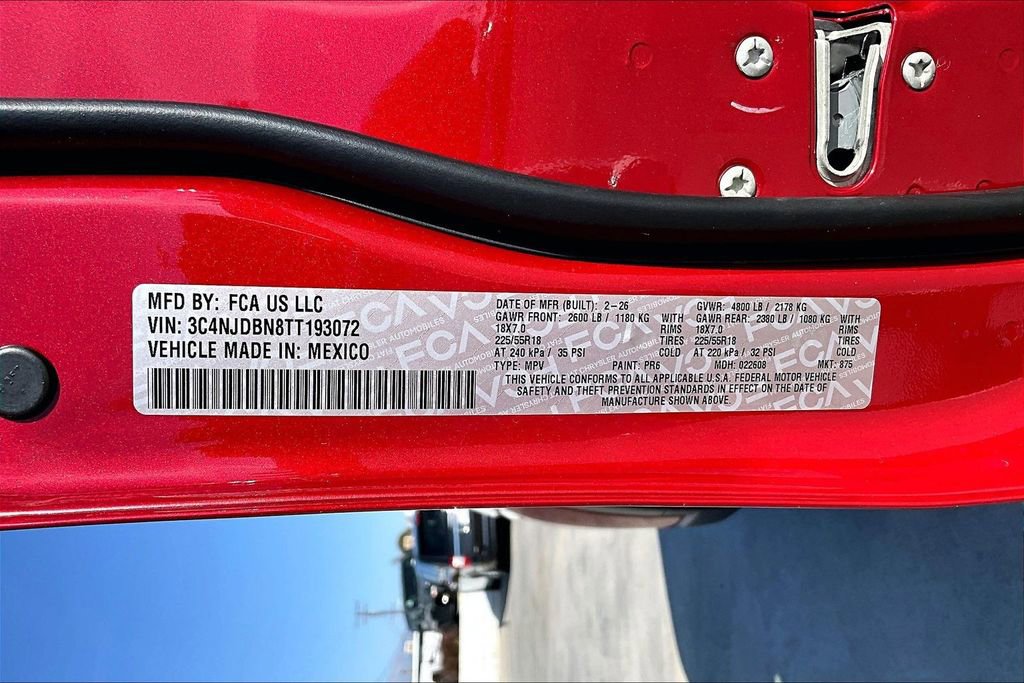 MFD BY: FCA US LLC
VIN: 3C4NJDBN8TT193072
VEHICLE MADE IN: MEXICO
DATE OF MFR (BUILT): 2-26 GVWR: 4800 LB / 2178 KG
GAWR FRONT: 2600 LB / 1180 KG WITH GAWR REAR: 2380 LB / 1080 KG WITH
18X7.0 RIMS 18X7.0 RIMS
225/55R18 TIRES 225/55R18 TIRES
AT 240 kPa / 35 PSI COLD AT 220 kPa / 32 PSI COLD
TYPE: MPV PAINT: PR6 MDH: 022608 MKT: 875
THIS VEHICLE CONFORMS TO ALL APPLICABLE U.S.A. FEDERAL MOTOR VEHICLE
SAFETY AND THEFT PREVENTION STANDARDS IN EFFECT ON THE DATE OF
MANUFACTURE SHOWN ABOVE.